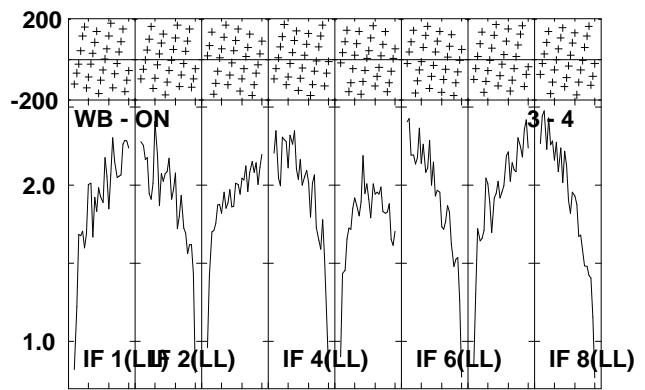 200
-200
WB - ON 3 - 4
2.0
1.0
IF 1(LL) IF 2(LL) IF 4(LL) IF 6(LL) IF 8(LL)